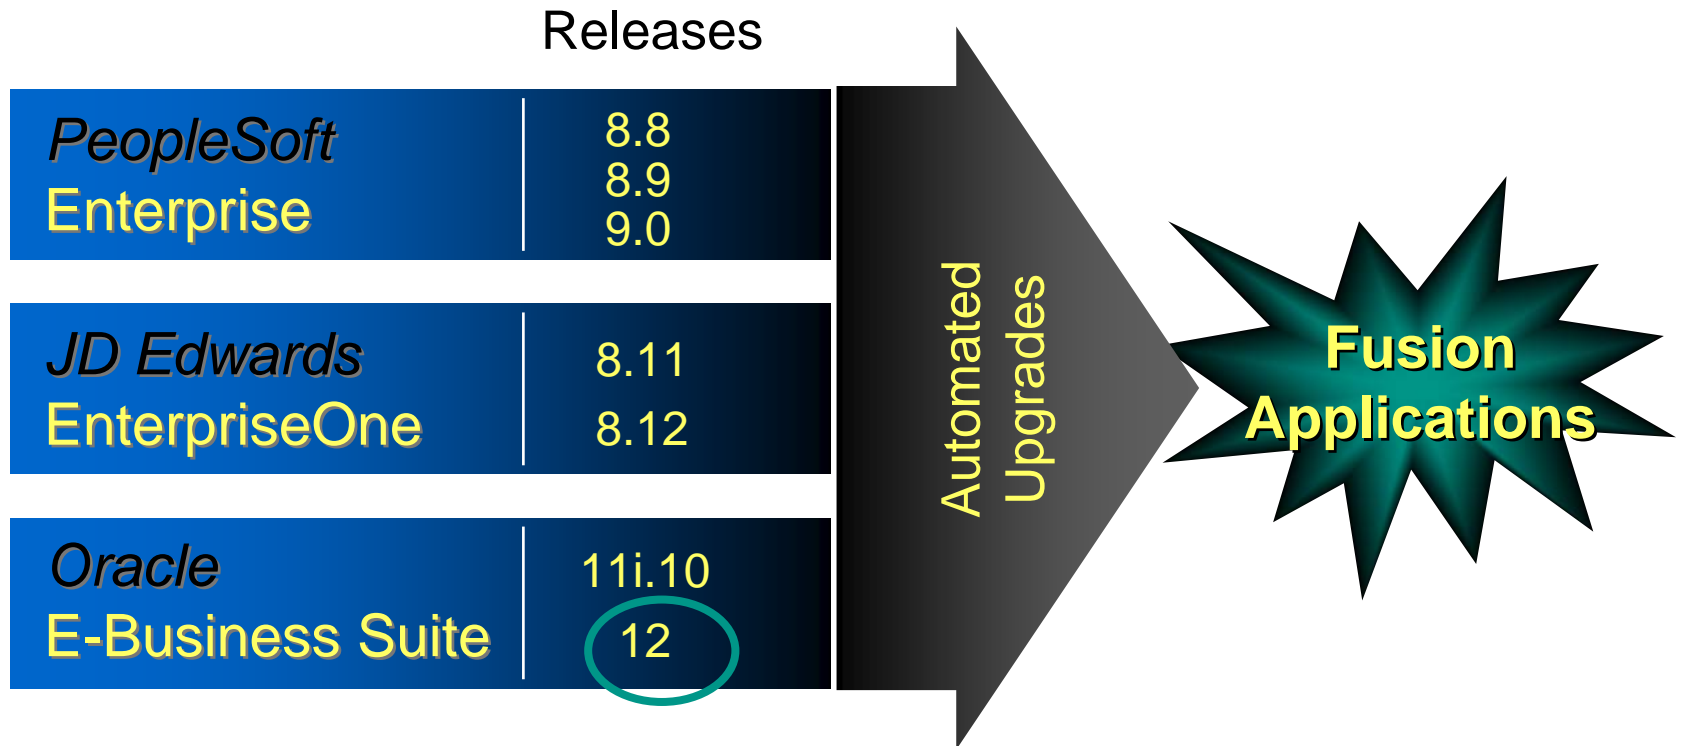 Releases
PeopleSoft
Enterprise
8.8
8.9
9.0
JD Edwards
EnterpriseOne
8.11
8.12
Oracle
E-Business Suite
11i.10
12
Automated
Upgrades
Fusion
Applications